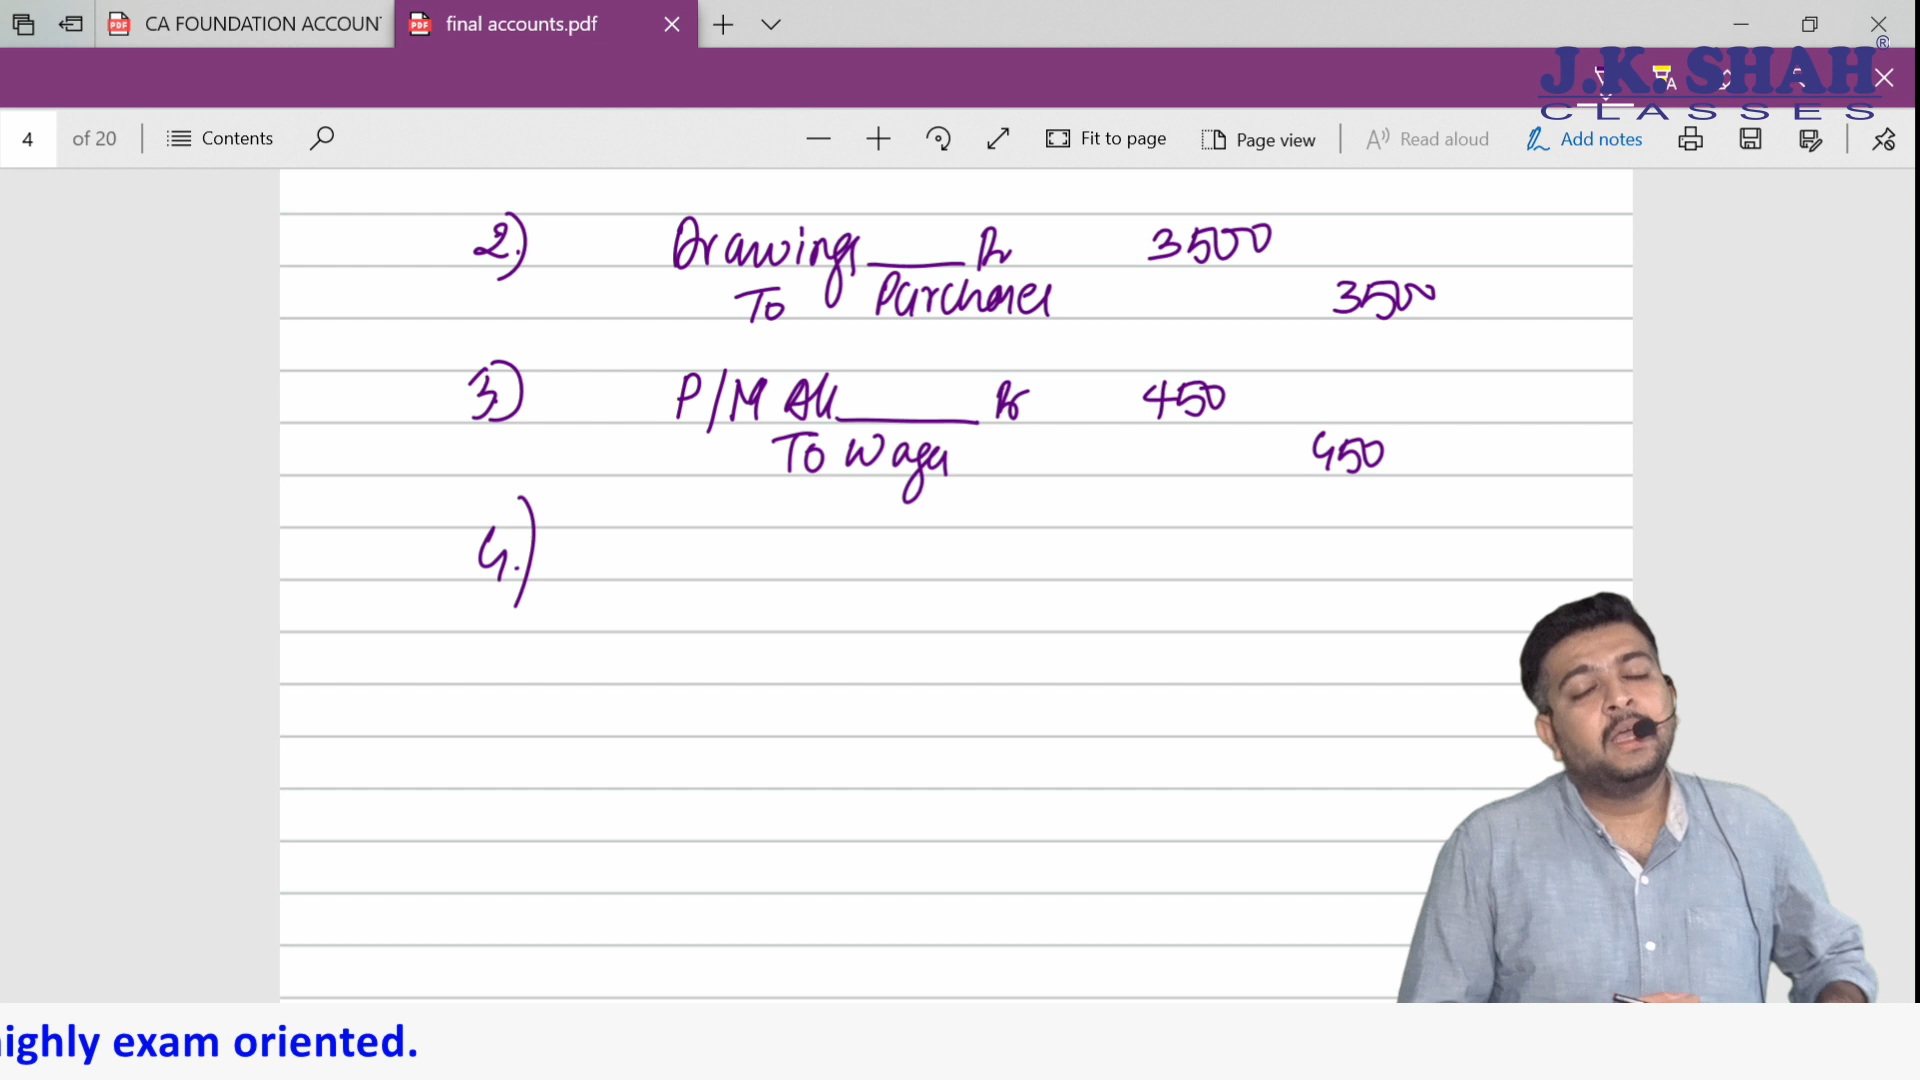 CA FOUNDATION ACCOUN
final accounts.pdf
J.K. SHAH ®
CLASSES
4 of 20 Contents Fit to page Page view Read aloud Add notes
2.) Drawings Dr 3500
To Purchases 3500
3) P/M A/c Dr 450
To Wages 450
4.)
ighly exam oriented.